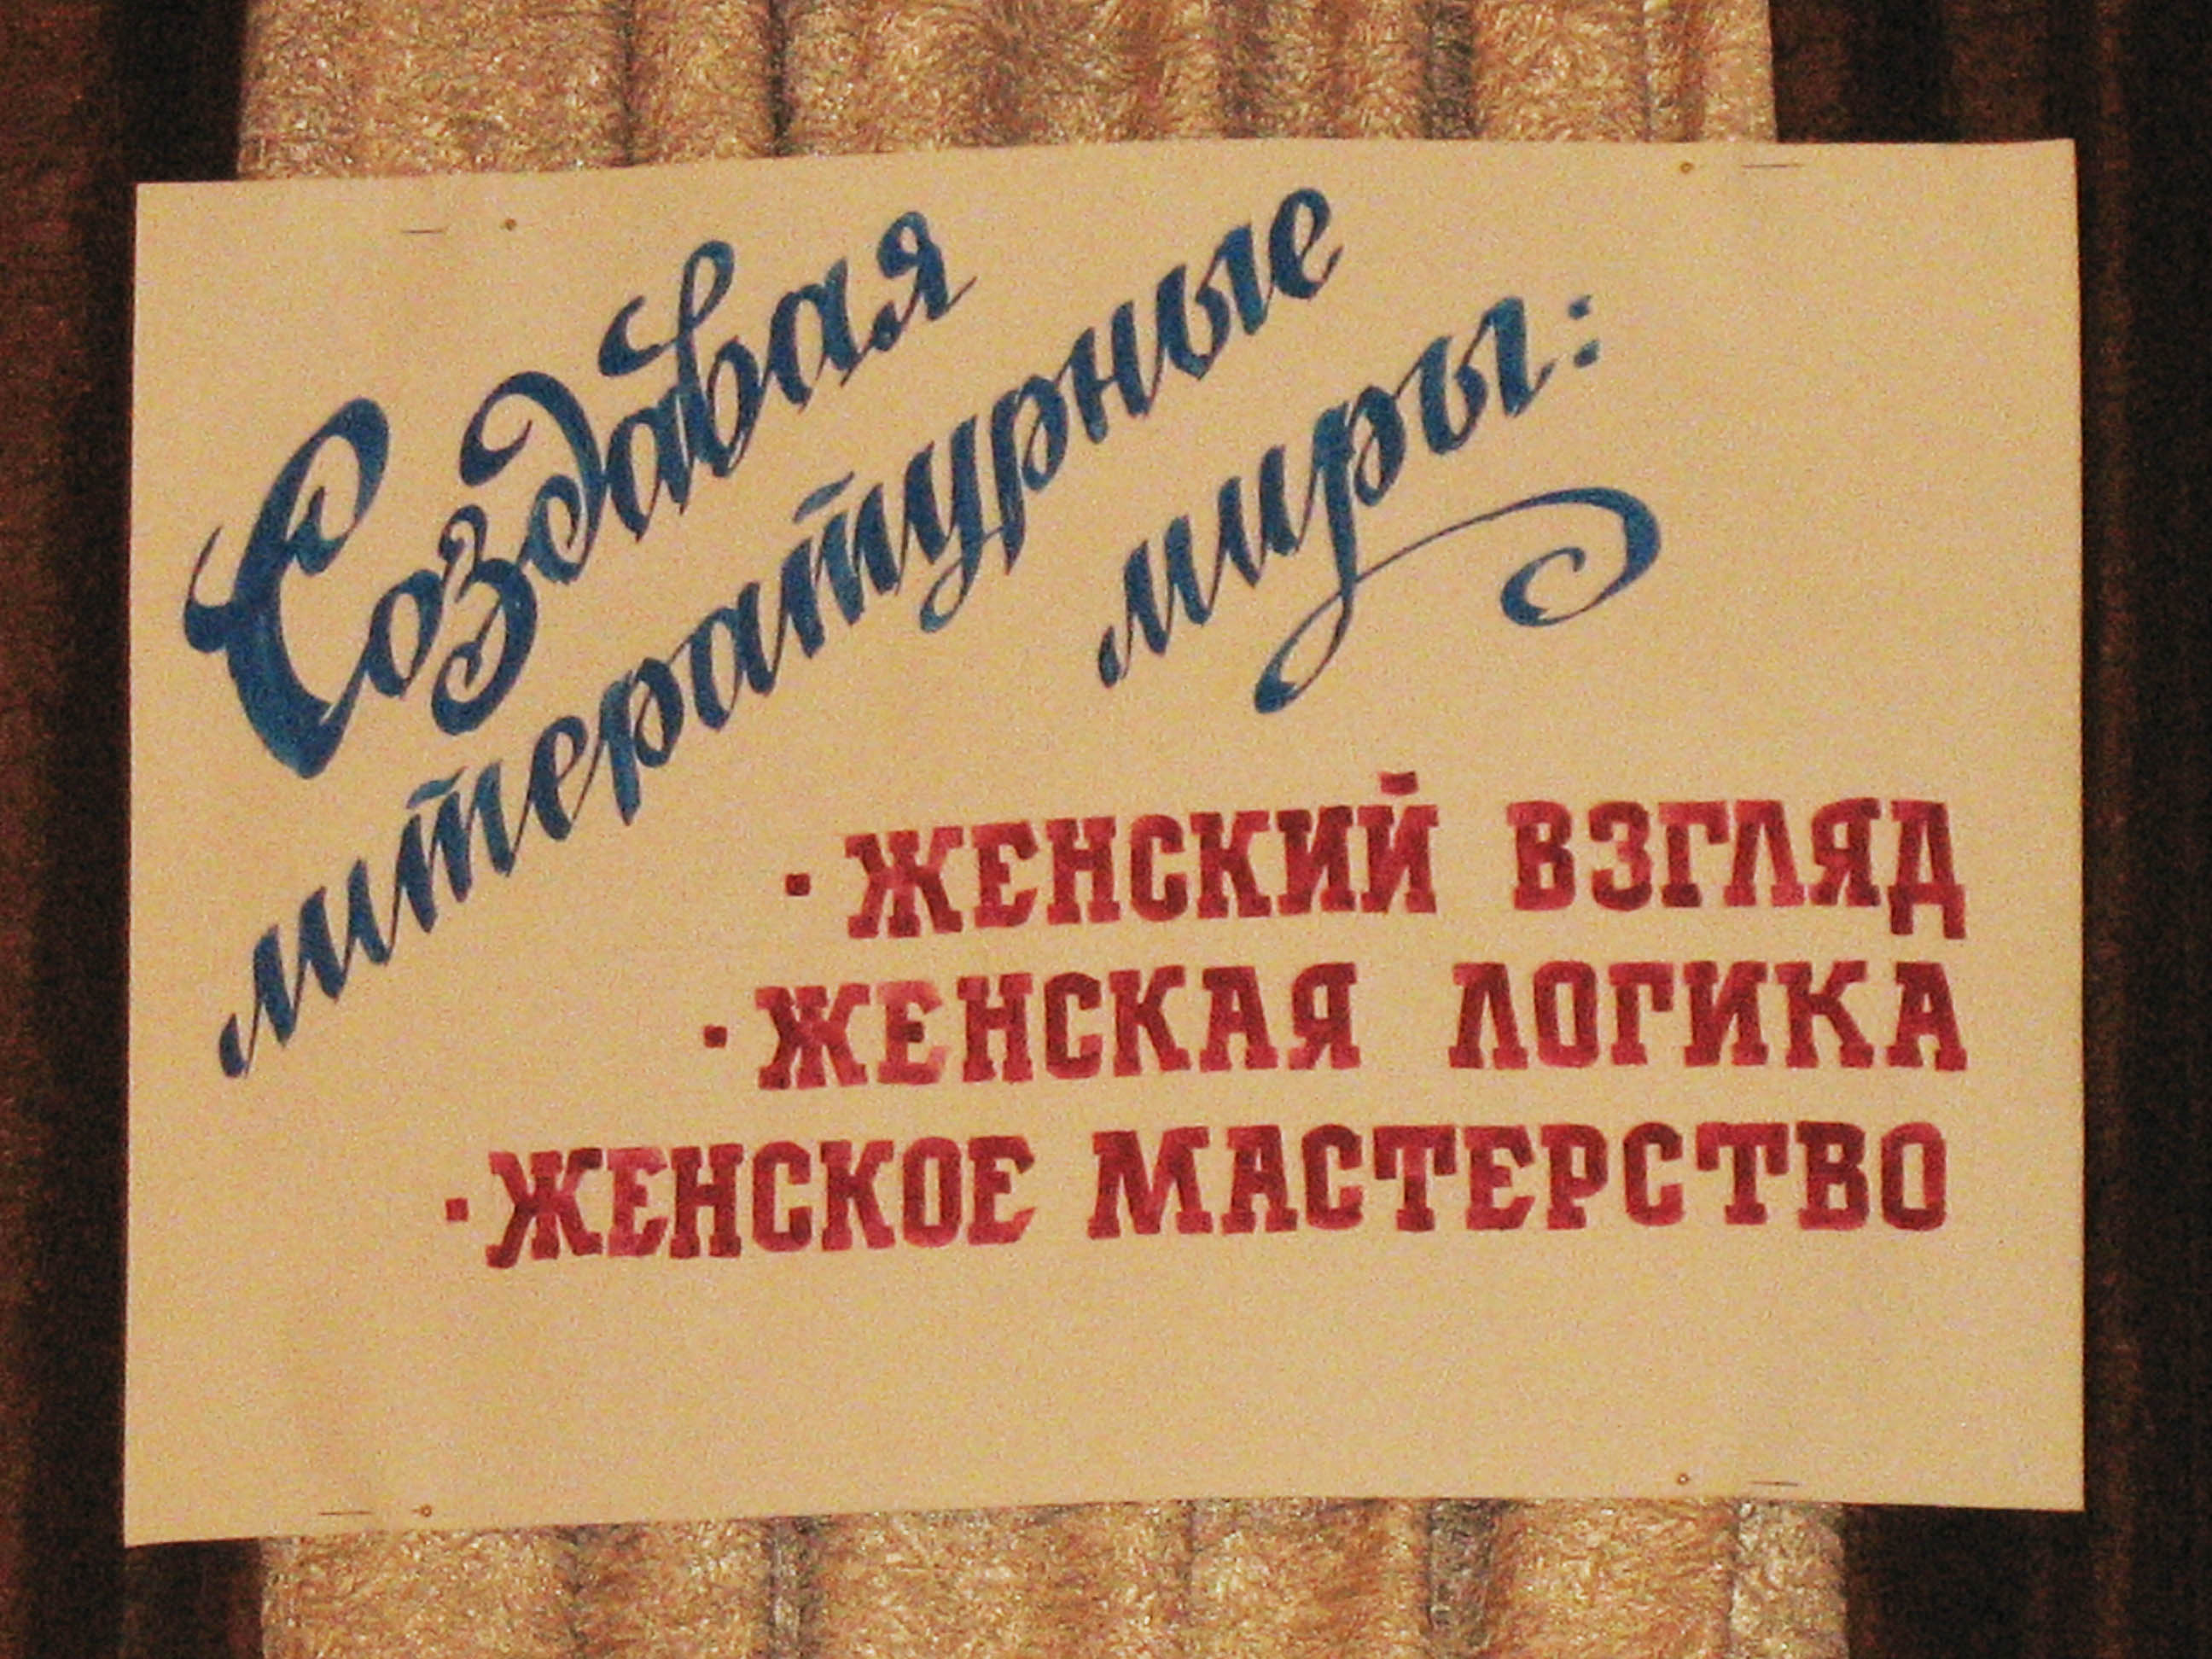 Создавая
литературные
миры:
· ЖЕНСКИЙ ВЗГЛЯД
· ЖЕНСКАЯ ЛОГИКА
· ЖЕНСКОЕ МАСТЕРСТВО